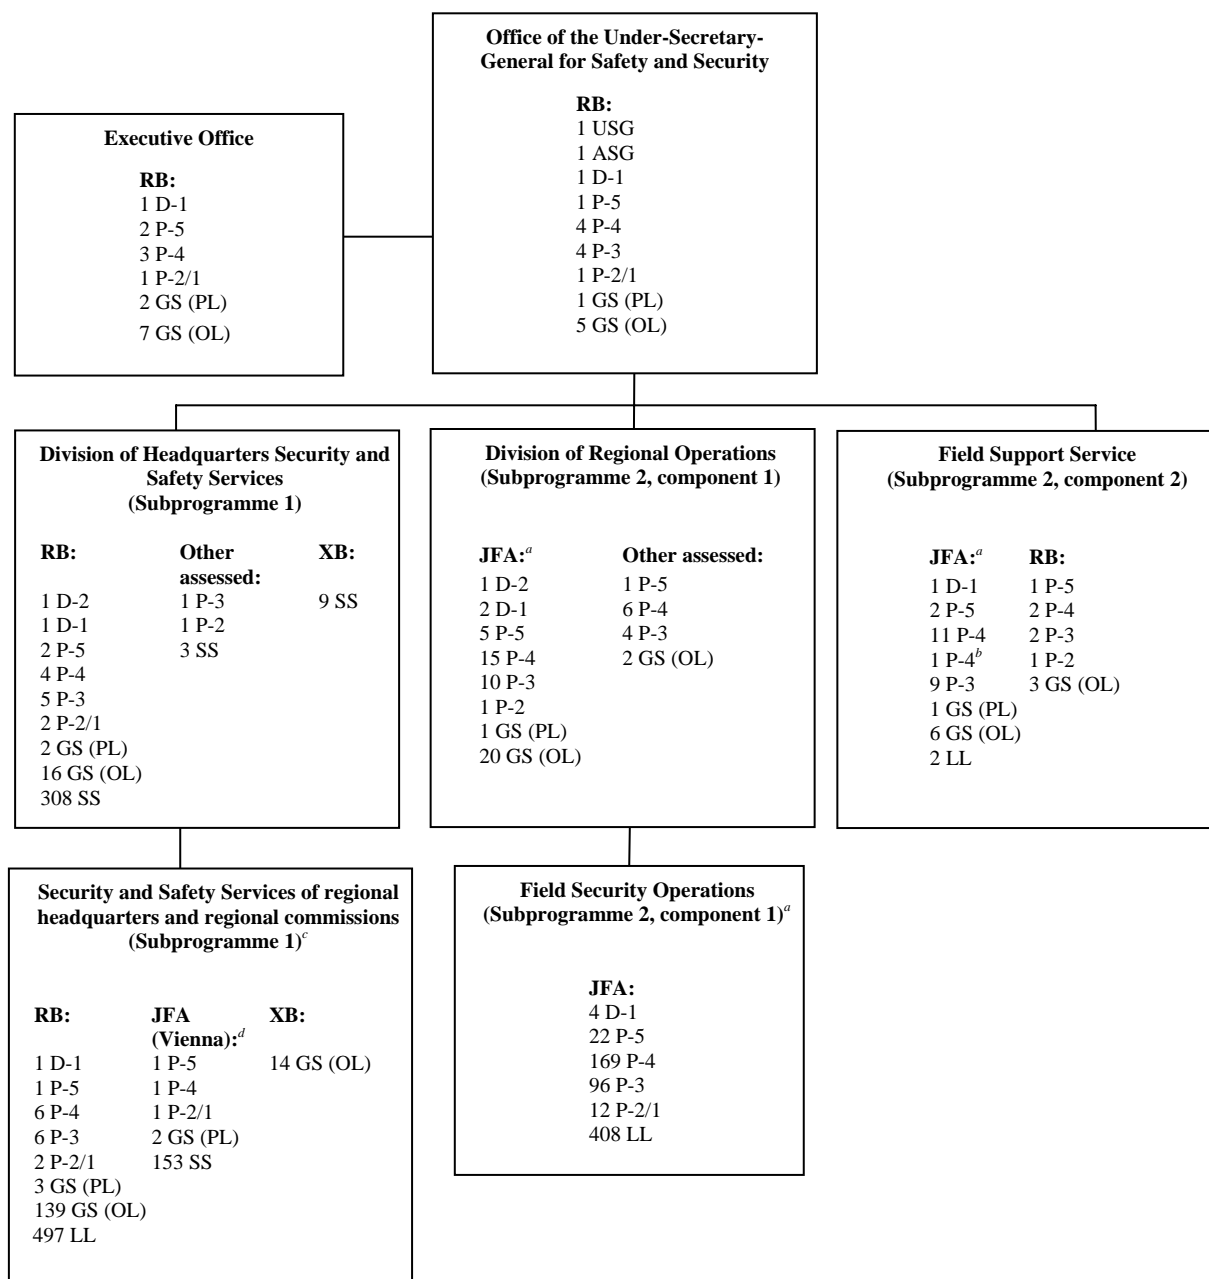 Office of the Under-Secretary-
General for Safety and Security
RB:
1 USG
1 ASG
1 D-1
1 P-5
4 P-4
4 P-3
1 P-2/1
1 GS (PL)
5 GS (OL)
Executive Office
RB:
1 D-1
2 P-5
3 P-4
1 P-2/1
2 GS (PL)
7 GS (OL)
Division of Headquarters Security and
Safety Services
(Subprogramme 1)
RB:
1 D-2
1 D-1
2 P-5
4 P-4
5 P-3
2 P-2/1
2 GS (PL)
16 GS (OL)
308 SS
Other
assessed:
1 P-3
1 P-2
3 SS
XB:
9 SS
Division of Regional Operations
(Subprogramme 2, component 1)
JFA:a
1 D-2
2 D-1
5 P-5
15 P-4
10 P-3
1 P-2
1 GS (PL)
20 GS (OL)
Other assessed:
1 P-5
6 P-4
4 P-3
2 GS (OL)
Field Support Service
(Subprogramme 2, component 2)
JFA:a
1 D-1
2 P-5
11 P-4
1 P-4b
9 P-3
1 GS (PL)
6 GS (OL)
2 LL
RB:
1 P-5
2 P-4
2 P-3
1 P-2
3 GS (OL)
Security and Safety Services of regional
headquarters and regional commissions
(Subprogramme 1)c
RB:
1 D-1
1 P-5
6 P-4
6 P-3
2 P-2/1
3 GS (PL)
139 GS (OL)
497 LL
JFA
(Vienna):d
1 P-5
1 P-4
1 P-2/1
2 GS (PL)
153 SS
XB:
14 GS (OL)
Field Security Operations
(Subprogramme 2, component 1)a
JFA:
4 D-1
22 P-5
169 P-4
96 P-3
12 P-2/1
408 LL